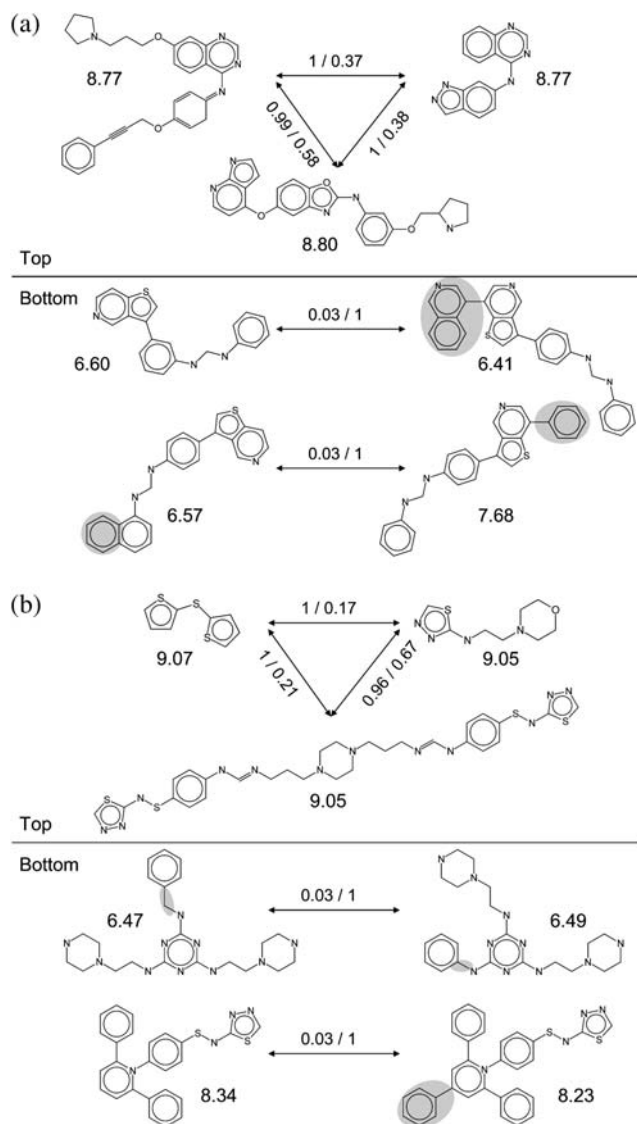 (a)
N
O
N
N
8.77
N
O
1 / 0.37
0.99 / 0.58
1 / 0.38
N
N
N
N
N
8.77
N
N
N
O
O
N
N
O
N
8.80
Top
Bottom
S
N
N
N
6.60
0.03 / 1
N
N
S
N
N
6.41
S
N
N
N
6.57
0.03 / 1
N
S
N
N
7.68
(b)
S
S
S
9.07
1 / 0.17
1 / 0.21
0.96 / 0.67
S
N
N
N
N
O
9.05
N
N
S
S
N
N
N
N
N
N
N
N
S
S
N
N
9.05
Top
Bottom
N
N
N
N
N
N
N
N
N
N
6.47
0.03 / 1
N
N
N
N
N
N
N
N
N
N
6.49
N
S
N
N
N
S
8.34
0.03 / 1
N
S
N
N
N
S
8.23